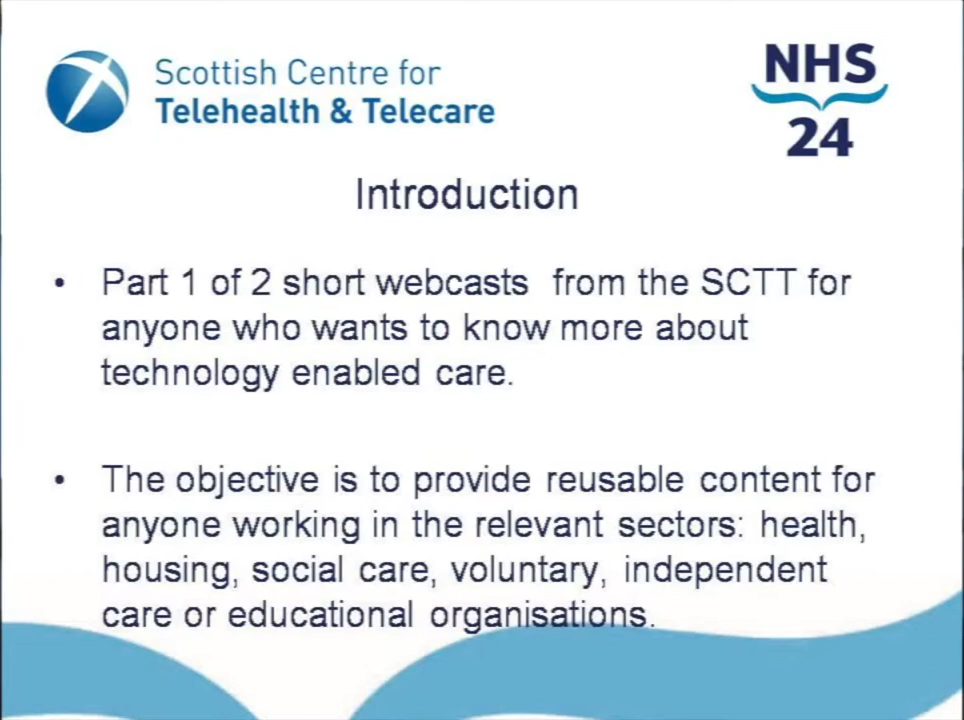 Scottish Centre for
Telehealth & Telecare
NHS
24
Introduction
• Part 1 of 2 short webcasts from the SCTT for
anyone who wants to know more about
technology enabled care.
• The objective is to provide reusable content for
anyone working in the relevant sectors: health,
housing, social care, voluntary, independent
care or educational organisations.